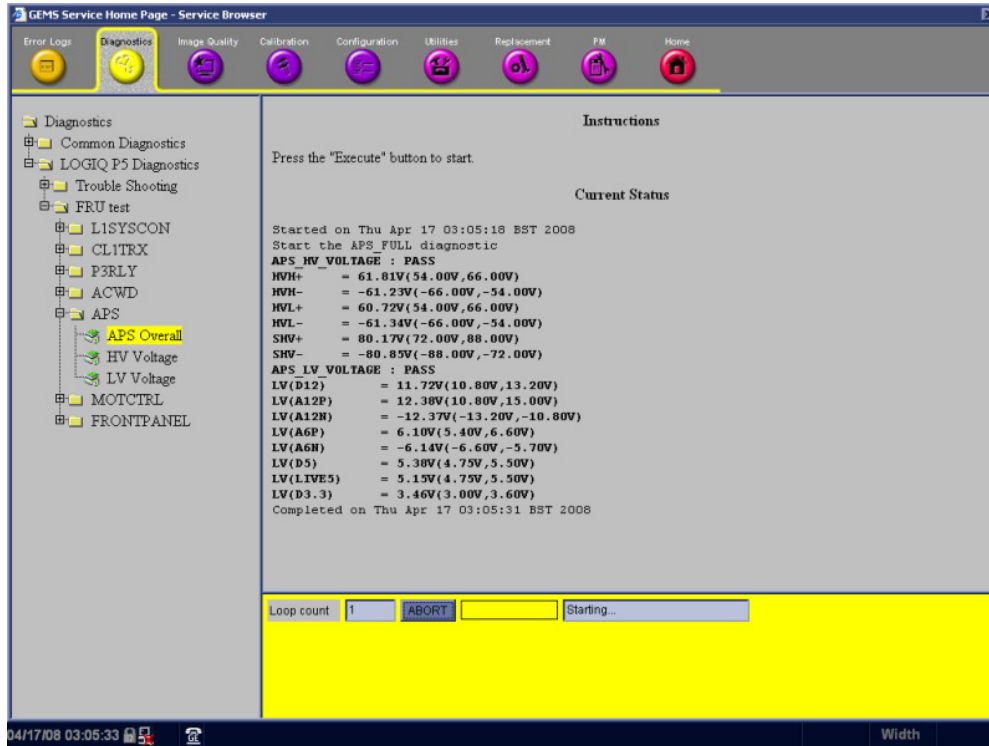 GEMS Service Home Page - Service Browser
Error Logs
Diagnostics
Image Quality
Calibration
Configuration
Utilities
Replacement
PM
Home
Diagnostics
Common Diagnostics
LOGIQ P5 Diagnostics
Trouble Shooting
FRU test
L1SYSCON
CL1TRX
P3RLY
ACWD
APS
APS Overall
HV Voltage
LV Voltage
MOTCTRL
FRONTPANEL
Instructions
Press the "Execute" button to start.
Current Status
Started on Thu Apr 17 03:05:18 BST 2008
Start the APS_FULL diagnostic
APS_HV_VOLTAGE : PASS
HVH+ = 61.81V(54.00V,66.00V)
HVH- = -61.23V(-66.00V,-54.00V)
HVL+ = 60.72V(54.00V,66.00V)
HVL- = -61.34V(-66.00V,-54.00V)
SHV+ = 80.17V(72.00V,88.00V)
SHV- = -80.85V(-88.00V,-72.00V)
APS_LV_VOLTAGE : PASS
LV(D12) = 11.72V(10.80V,13.20V)
LV(A12P) = 12.38V(10.80V,15.00V)
LV(A12N) = -12.37V(-13.20V,-10.80V)
LV(A6P) = 6.10V(5.40V,6.60V)
LV(A6N) = -6.14V(-6.60V,-5.70V)
LV(D5) = 5.38V(4.75V,5.50V)
LV(LIVE5) = 5.15V(4.75V,5.50V)
LV(D3.3) = 3.46V(3.00V,3.60V)
Completed on Thu Apr 17 03:05:31 BST 2008
Loop count 1 ABORT Starting...
04/17/08 03:05:33 GE Width